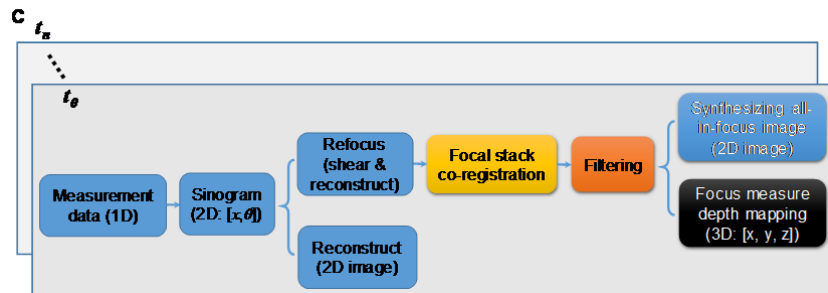 c
tₙ
t₀
Measurement
data (1D)
Sinogram
(2D: [x,θ])
Refocus
(shear &
reconstruct)
Reconstruct
(2D image)
Focal stack
co-registration
Filtering
Synthesizing all-
in-focus image
(2D image)
Focus measure
depth mapping
(3D: [x, y, z])